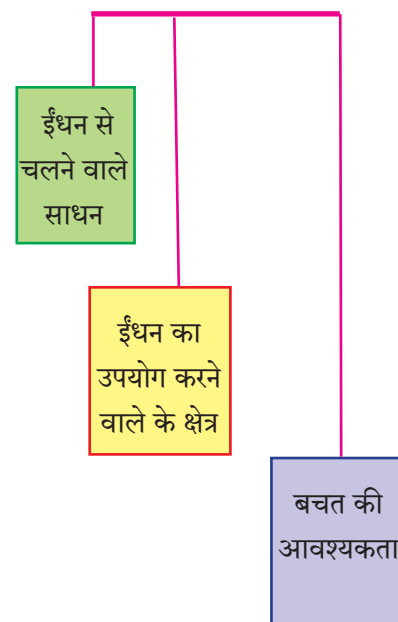 ईंधन से
चलने वाले
साधन
ईंधन का
उपयोग करने
वाले के क्षेत्र
बचत की
आवश्यकता